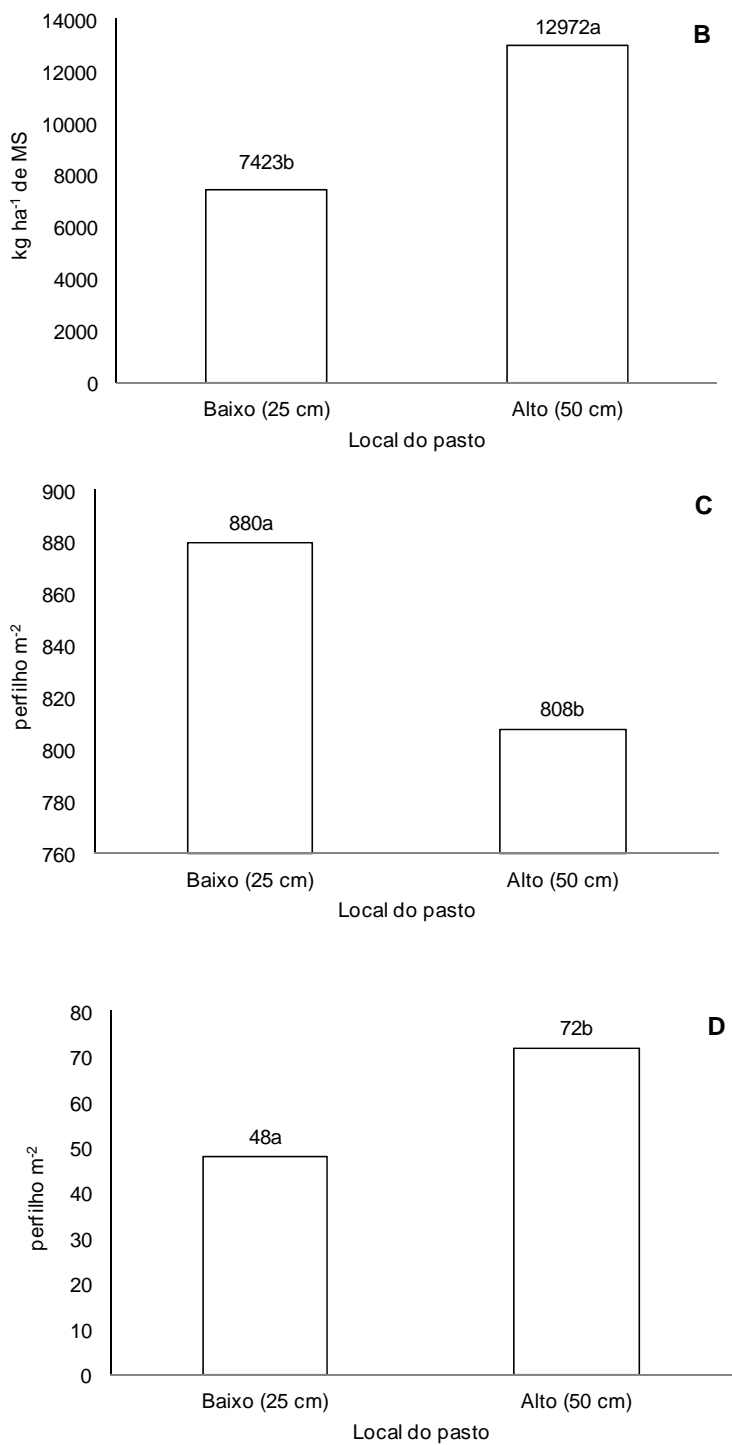 B
kg ha⁻¹ de MS
14000
12000
10000
8000
6000
4000
2000
0
7423b
12972a
Baixo (25 cm)
Alto (50 cm)
Local do pasto
C
perfilho m⁻²
900
880
860
840
820
800
780
760
880a
808b
Baixo (25 cm)
Alto (50 cm)
Local do pasto
D
perfilho m⁻²
80
70
60
50
40
30
20
10
0
48a
72b
Baixo (25 cm)
Alto (50 cm)
Local do pasto